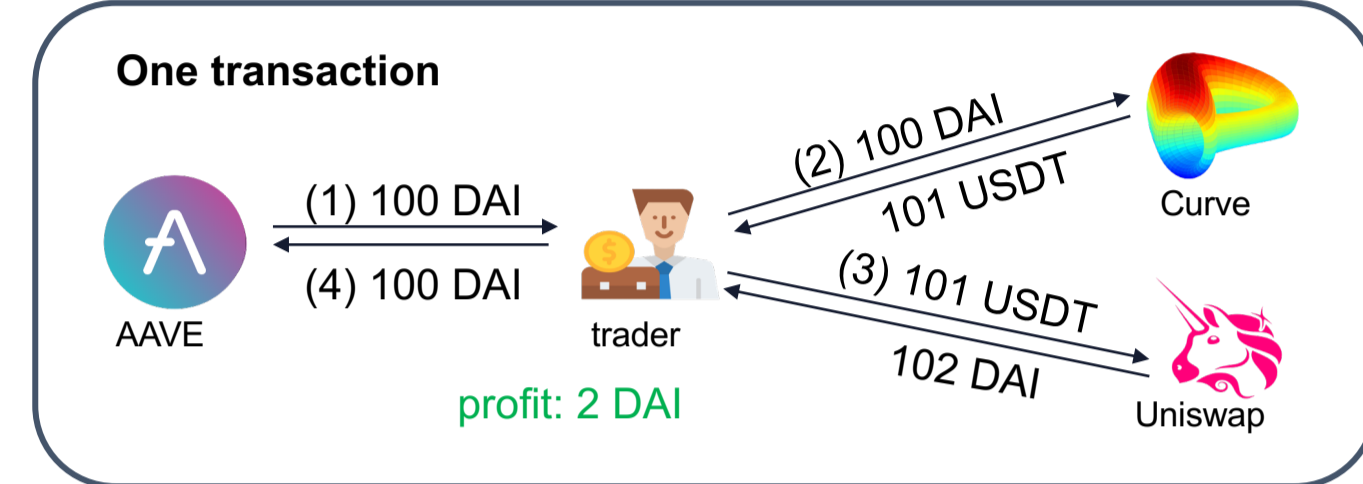 One transaction
(1) 100 DAI
(4) 100 DAI
AAVE
trader
profit: 2 DAI
(2) 100 DAI
101 USDT
Curve
(3) 101 USDT
102 DAI
Uniswap